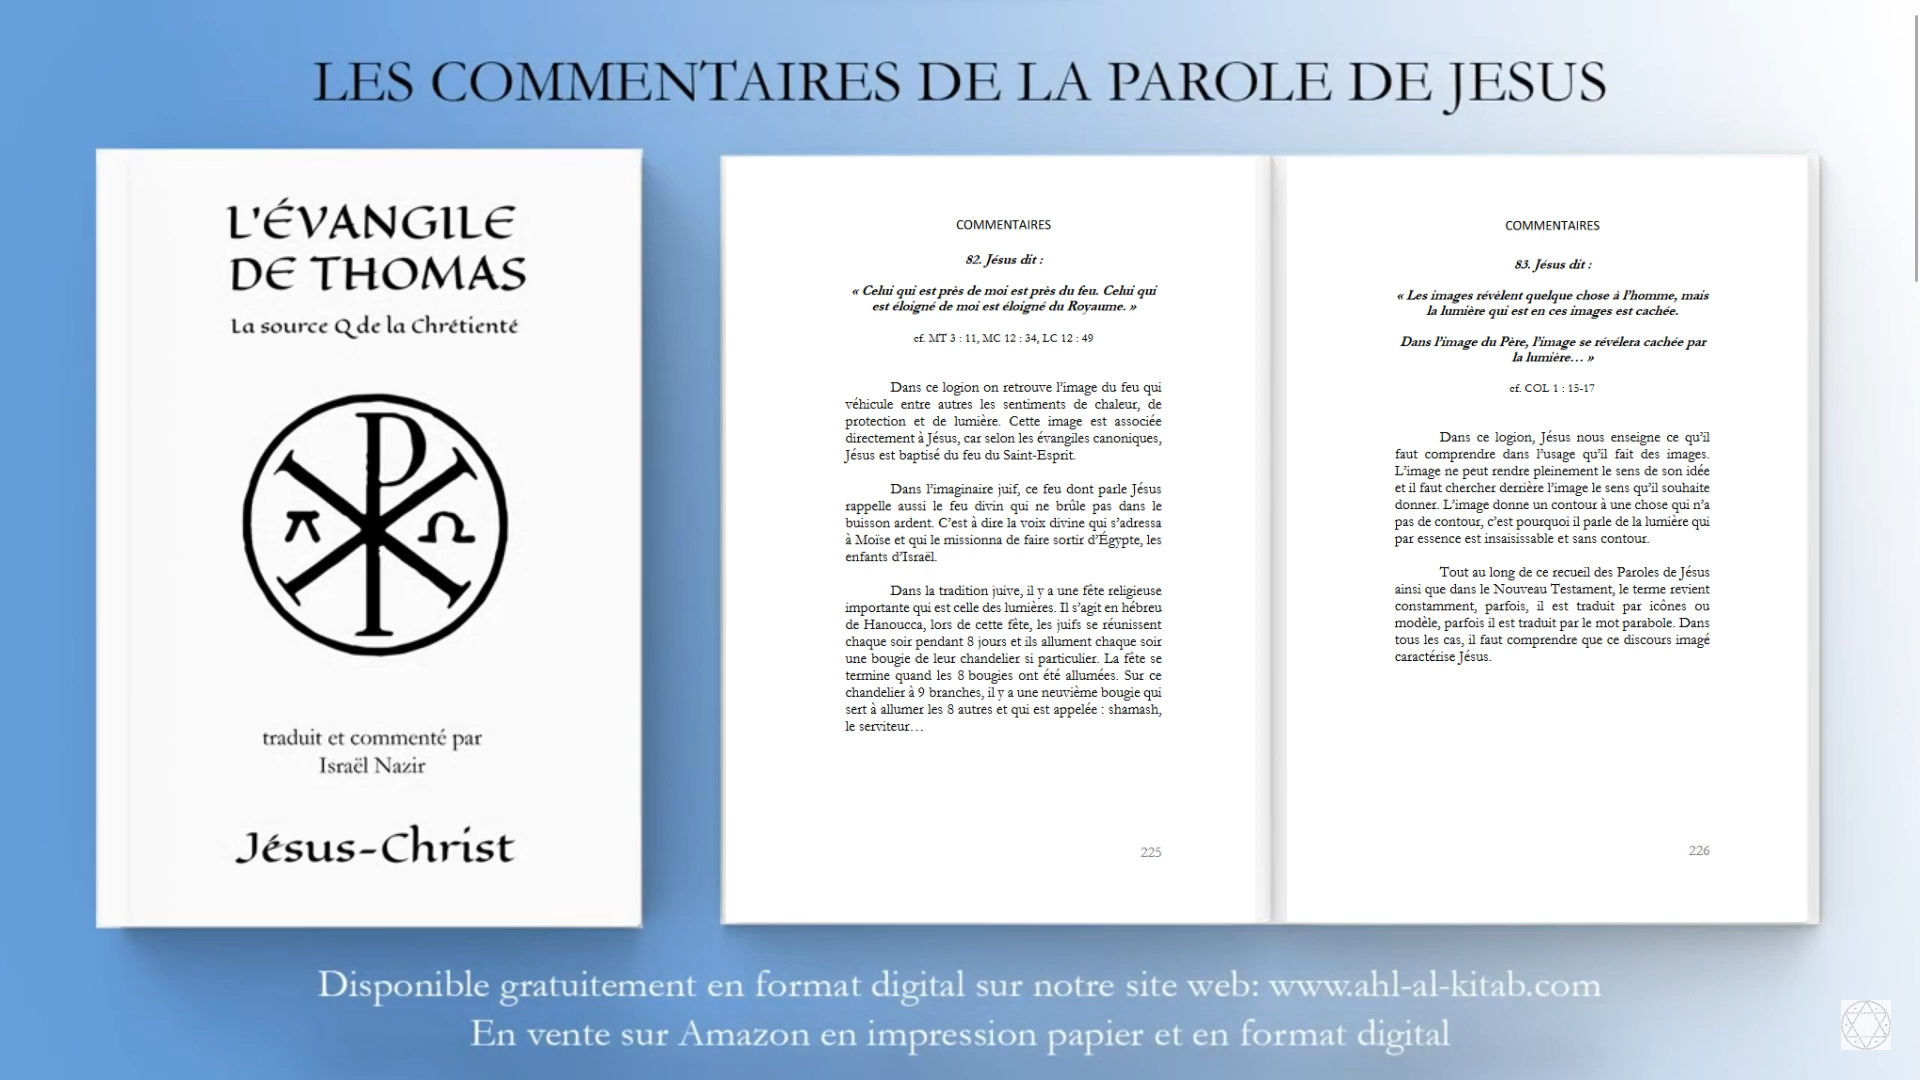 LES COMMENTAIRES DE LA PAROLE DE JESUS
L'ÉVANGILE
DE THOMAS
La source Q de la Chrétienté
Α Ω
traduit et commenté par
Israël Nazir
Jésus-Christ
COMMENTAIRES
82. Jésus dit :
« Celui qui est près de moi est près du feu. Celui qui
est éloigné de moi est éloigné du Royaume. »
cf. MT 3 : 11, MC 12 : 34, LC 12 : 49
Dans ce logion on retrouve l'image du feu qui
véhicule entre autres les sentiments de chaleur, de
protection et de lumière. Cette image est associée
directement à Jésus, car selon les évangiles canoniques,
Jésus est baptisé du feu du Saint-Esprit.
Dans l'imaginaire juif, ce feu dont parle Jésus
rappelle aussi le feu divin qui ne brûle pas dans le
buisson ardent. C'est à dire la voix divine qui s'adressa
à Moïse et qui le missionna de faire sortir d'Égypte, les
enfants d'Israël.
Dans la tradition juive, il y a une fête religieuse
importante qui est celle des lumières. Il s'agit en hébreu
de Hanoucca, lors de cette fête, les juifs se réunissent
chaque soir pendant 8 jours et ils allument chaque soir
une bougie de leur chandelier si particulier. La fête se
termine quand les 8 bougies ont été allumées. Sur ce
chandelier à 9 branches, il y a une neuvième bougie qui
sert à allumer les 8 autres et qui est appelée : shamash,
le serviteur…
225
COMMENTAIRES
83. Jésus dit :
« Les images révèlent quelque chose à l'homme, mais
la lumière qui est en ces images est cachée.
Dans l'image du Père, l'image se révélera cachée par
la lumière… »
cf. COL 1 : 15-17
Dans ce logion, Jésus nous enseigne ce qu'il
faut comprendre dans l'usage qu'il fait des images.
L'image ne peut rendre pleinement le sens de son idée
et il faut chercher derrière l'image le sens qu'il souhaite
donner. L'image donne un contour à une chose qui n'a
pas de contour, c'est pourquoi il parle de la lumière qui
par essence est insaisissable et sans contour.
Tout au long de ce recueil des Paroles de Jésus
ainsi que dans le Nouveau Testament, le terme revient
constamment, parfois, il est traduit par icônes ou
modèle, parfois il est traduit par le mot parabole. Dans
tous les cas, il faut comprendre que ce discours imagé
caractérise Jésus.
226
Disponible gratuitement en format digital sur notre site web: www.ahl-al-kitab.com
En vente sur Amazon en impression papier et en format digital